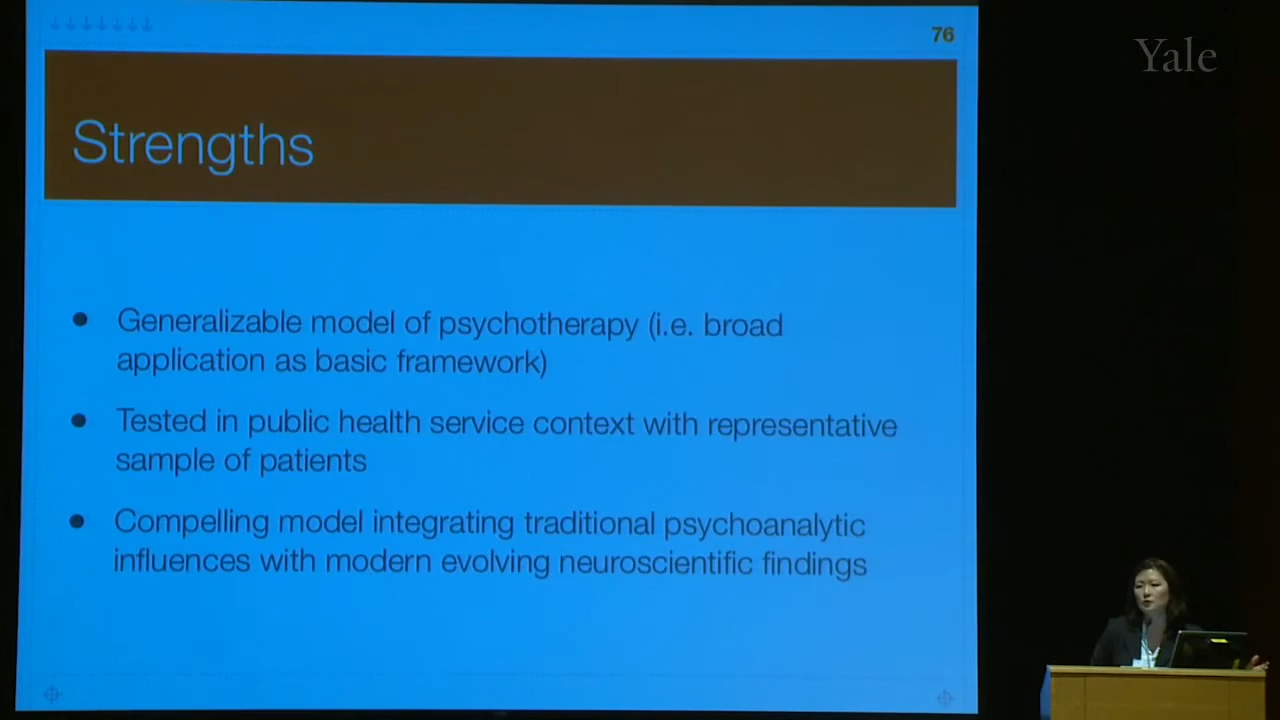 76
Yale
Strengths
Generalizable model of psychotherapy (i.e. broad
application as basic framework)
Tested in public health service context with representative
sample of patients
Compelling model integrating traditional psychoanalytic
influences with modern evolving neuroscientific findings